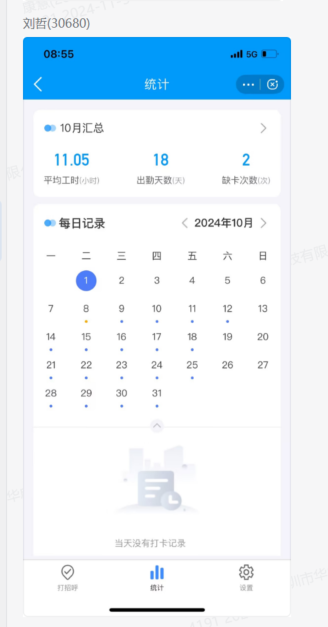 刘哲(30680)
08:55
5G
统计
10月汇总
11.05 18 2
平均工时(小时) 出勤天数(天) 缺卡次数(次)
每日记录 2024年10月
一 二 三 四 五 六 日
1 2 3 4 5 6
7 8 9 10 11 12 13
14 15 16 17 18 19 20
21 22 23 24 25 26 27
28 29 30 31
当天没有打卡记录
打招呼 统计 设置